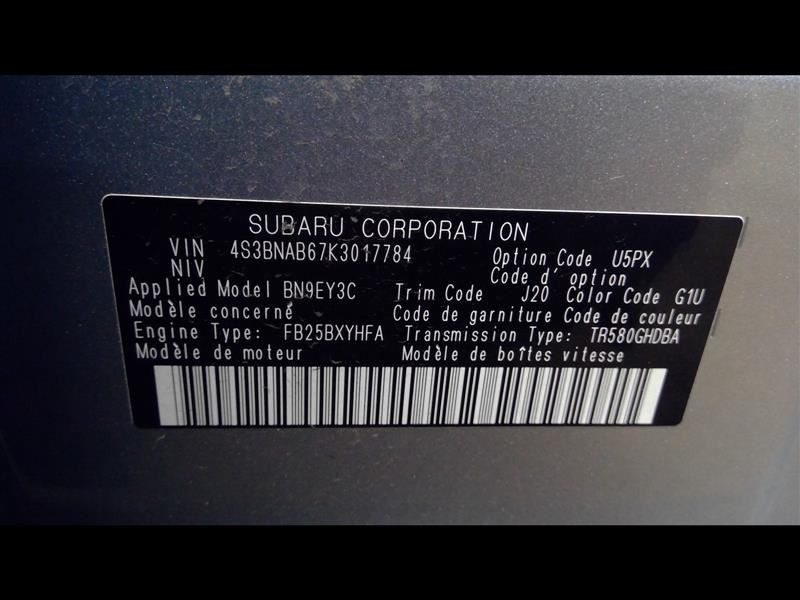 SUBARU CORPORATION
VIN 4S3BNAB67K3017784 Option Code U5PX
NIV Code d' option
Applied Model BN9EY3C Trim Code J20 Color Code G1U
Modèle concerné Code de garniture Code de couleur
Engine Type: FB25BXYHFA Transmission Type: TR580GHDBA
Modèle de moteur Modèle de boîtes vitesse